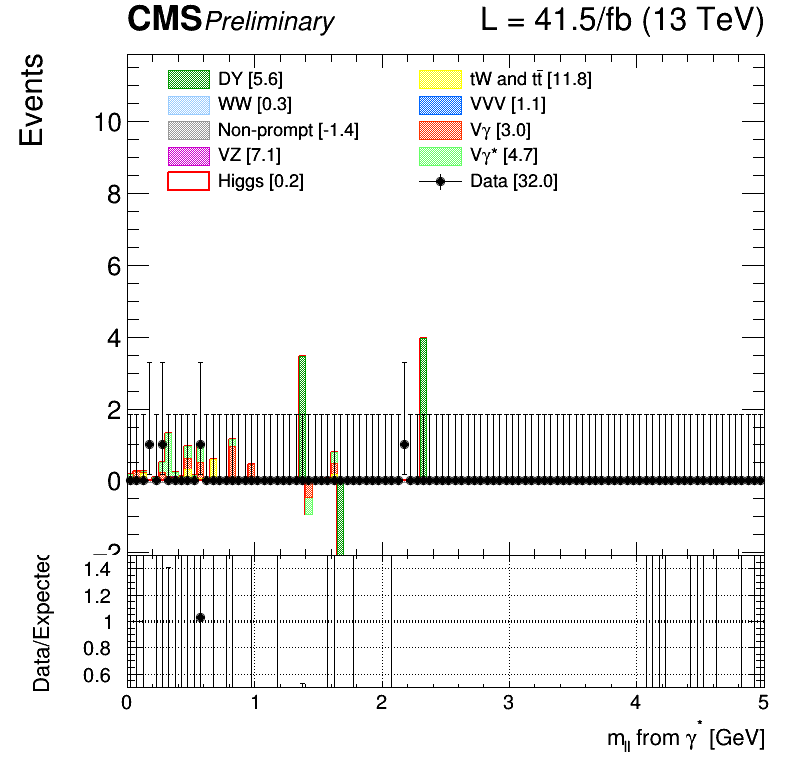 CMS Preliminary L = 41.5/fb (13 TeV)
Events
DY [5.6]
WW [0.3]
Non-prompt [-1.4]
VZ [7.1]
Higgs [0.2]
tW and tt̄ [11.8]
VVV [1.1]
Vγ [3.0]
Vγ* [4.7]
Data [32.0]
10
8
6
4
2
0
−2
Data/Expected
1.4
1.2
1
0.8
0.6
0 1 2 3 4 5
m_ll from γ* [GeV]